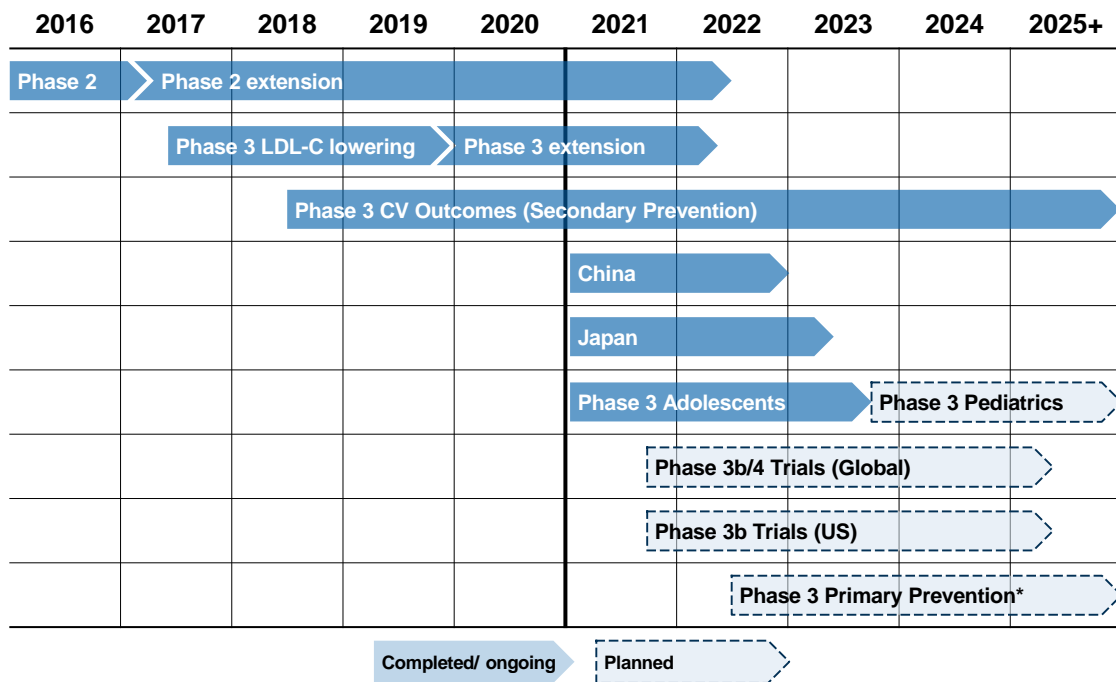 2016 2017 2018 2019 2020 2021 2022 2023 2024 2025+
Phase 2 Phase 2 extension
Phase 3 LDL-C lowering Phase 3 extension
Phase 3 CV Outcomes (Secondary Prevention)
China
Japan
Phase 3 Adolescents Phase 3 Pediatrics
Phase 3b/4 Trials (Global)
Phase 3b Trials (US)
Phase 3 Primary Prevention*
Completed/ ongoing Planned